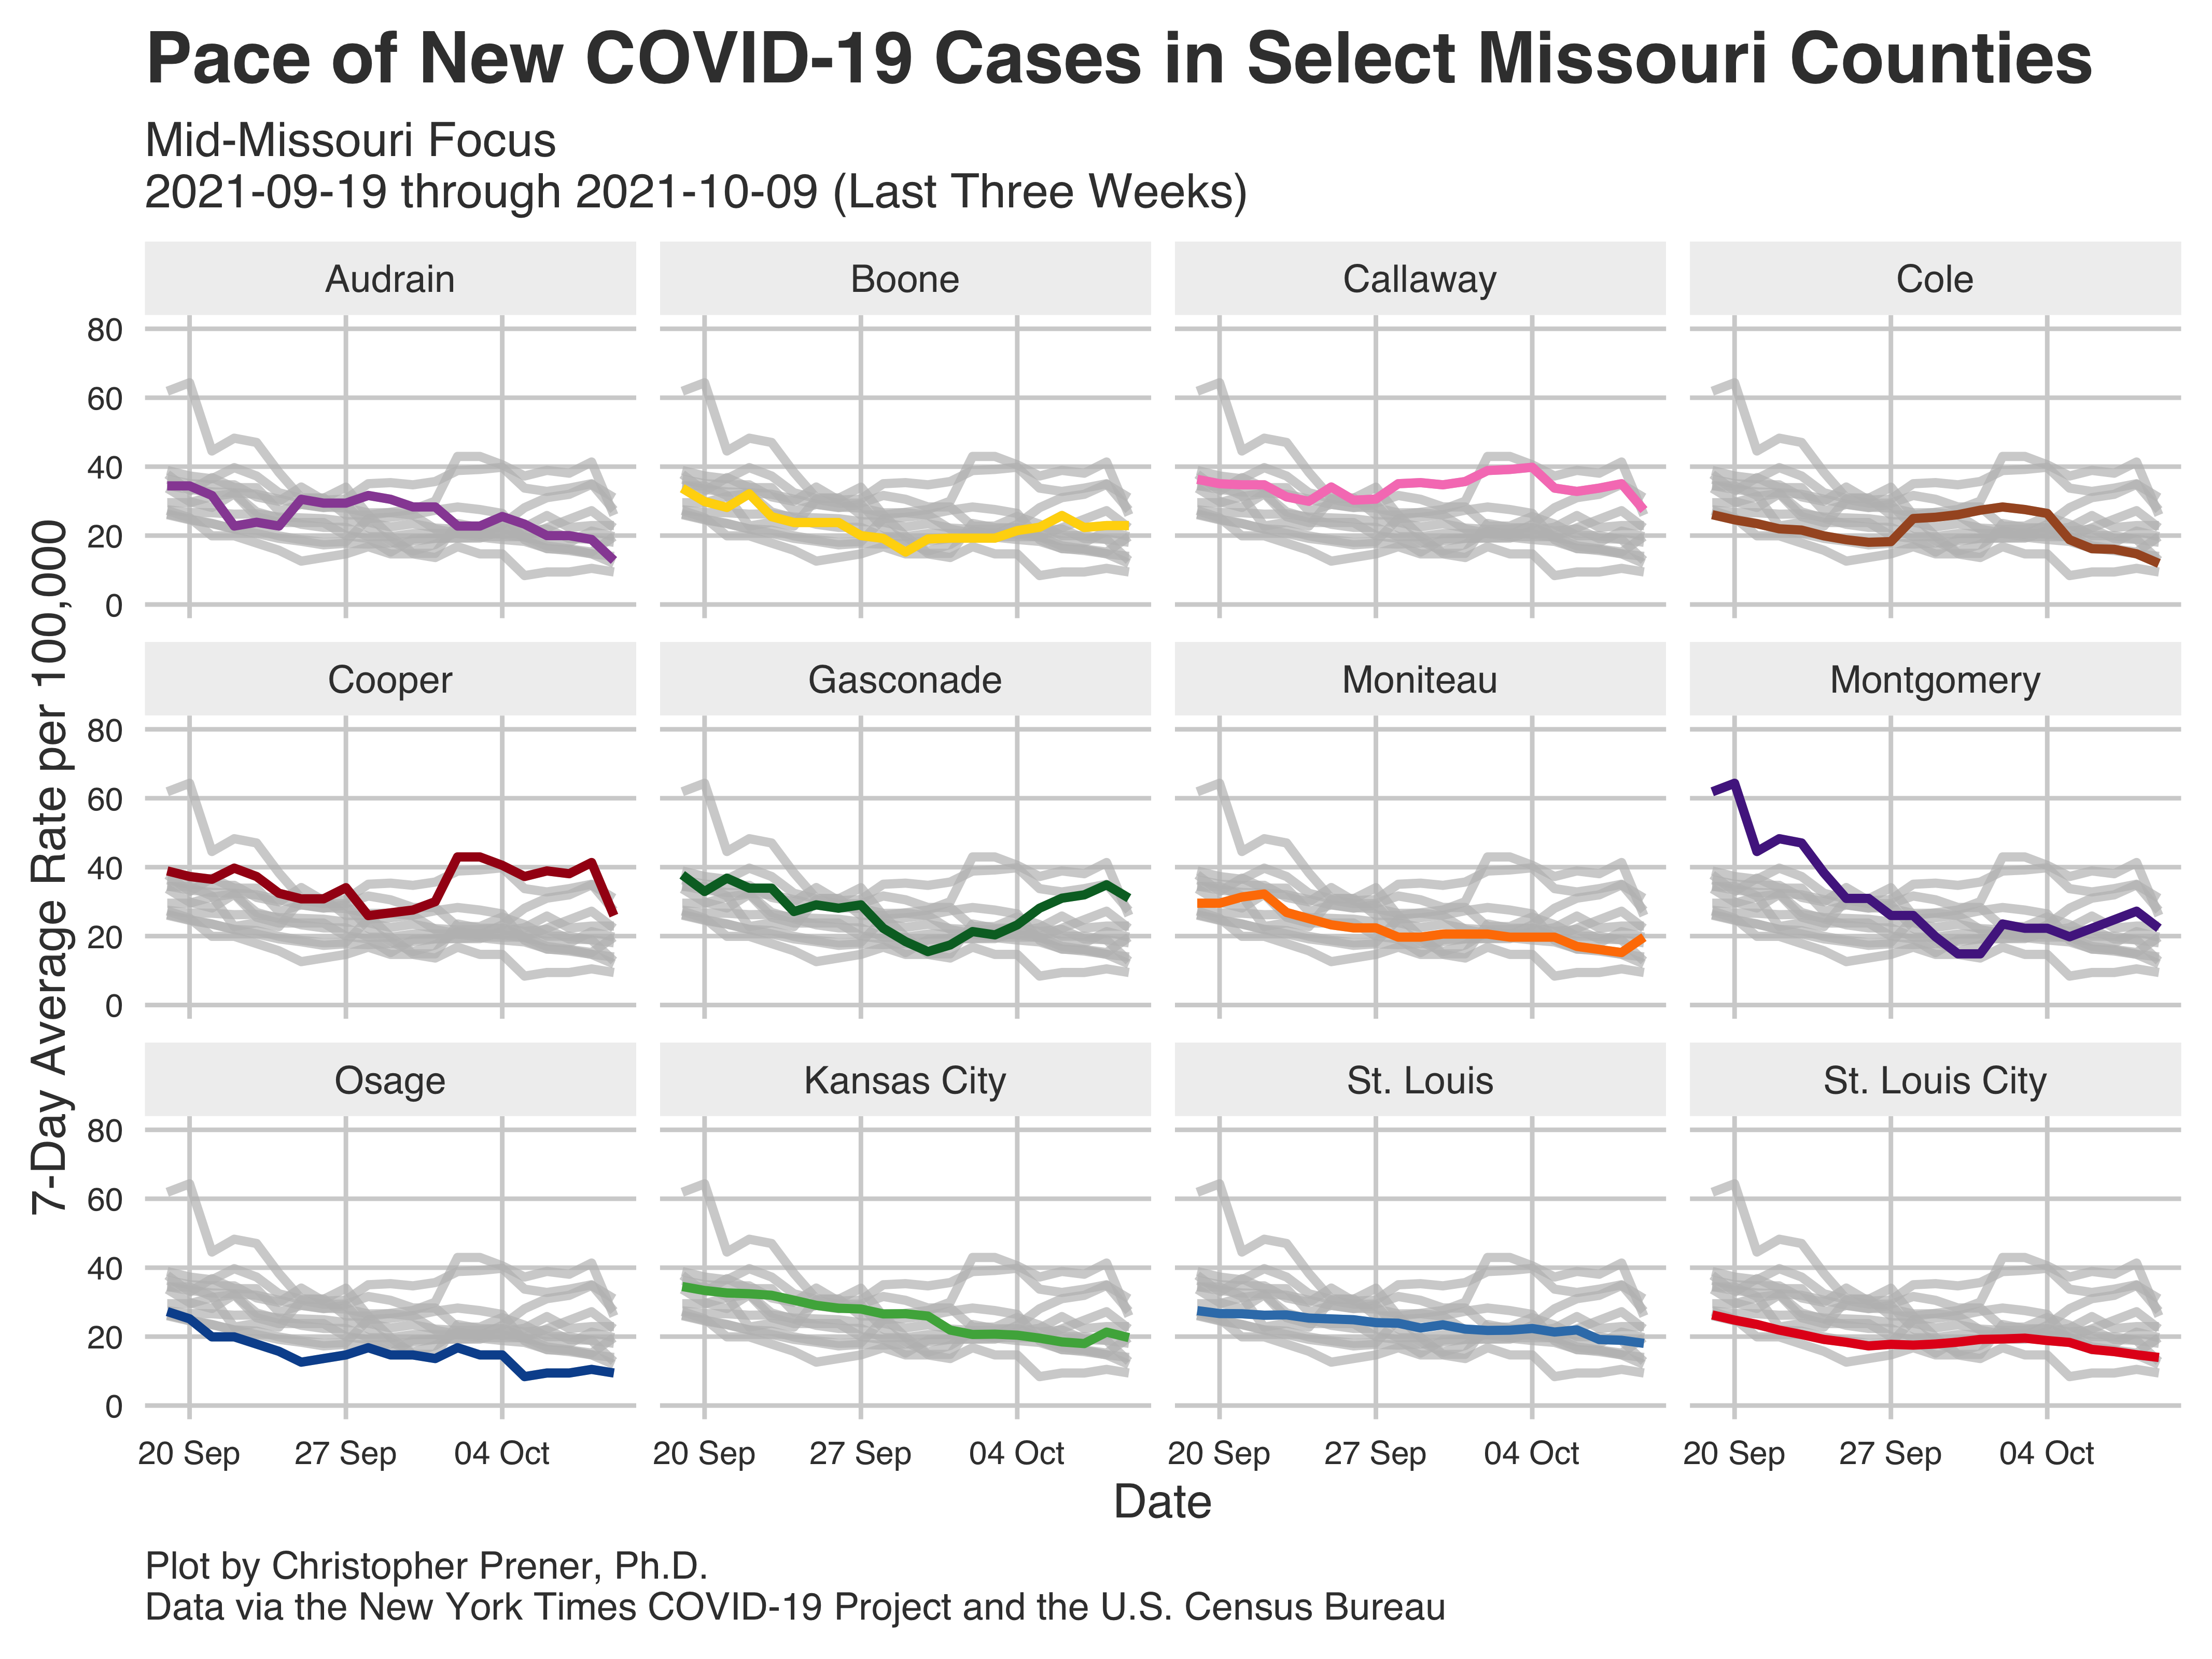 Pace of New COVID-19 Cases in Select Missouri Counties
Mid-Missouri Focus
2021-09-19 through 2021-10-09 (Last Three Weeks)
7-Day Average Rate per 100,000
Audrain
Boone
Callaway
Cole
80
60
40
20
0
Cooper
Gasconade
Moniteau
Montgomery
80
60
40
20
0
Osage
Kansas City
St. Louis
St. Louis City
80
60
40
20
0
20 Sep
27 Sep
04 Oct
20 Sep
27 Sep
04 Oct
20 Sep
27 Sep
04 Oct
20 Sep
27 Sep
04 Oct
Date
Plot by Christopher Prener, Ph.D.
Data via the New York Times COVID-19 Project and the U.S. Census Bureau